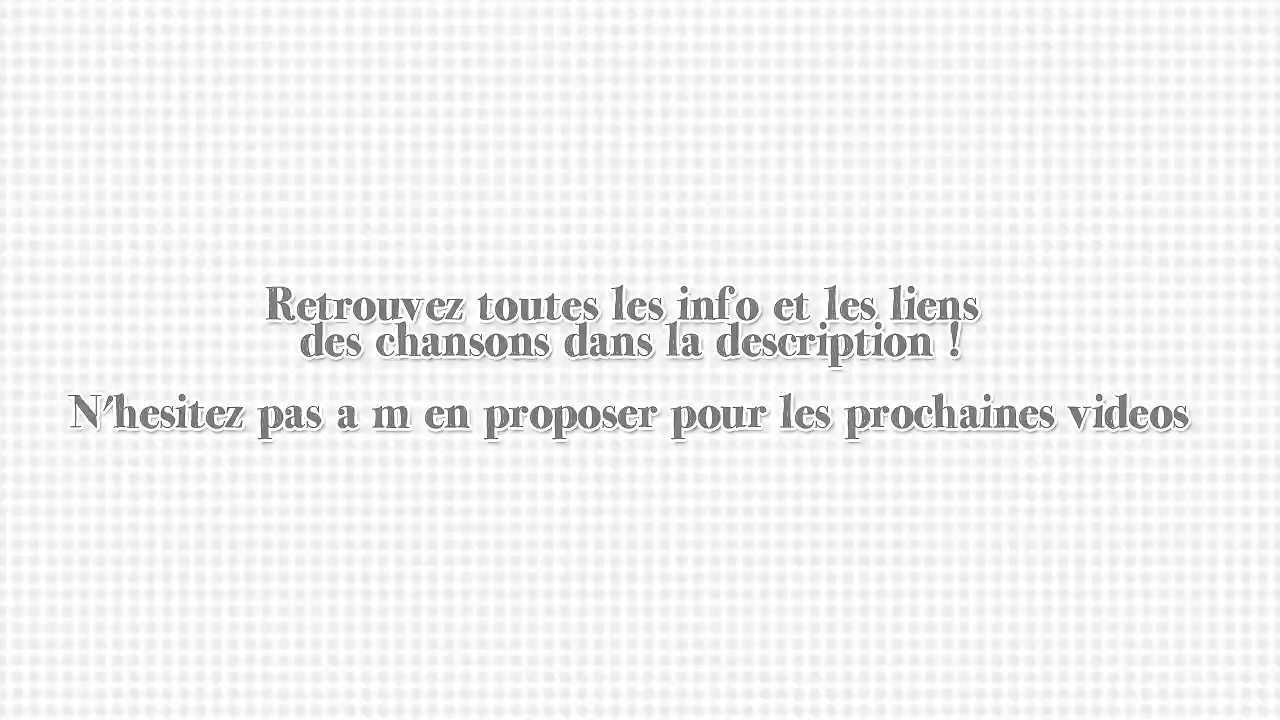 Retrouvez toutes les info et les liens
des chansons dans la description !
N'hesitez pas a m en proposer pour les prochaines videos